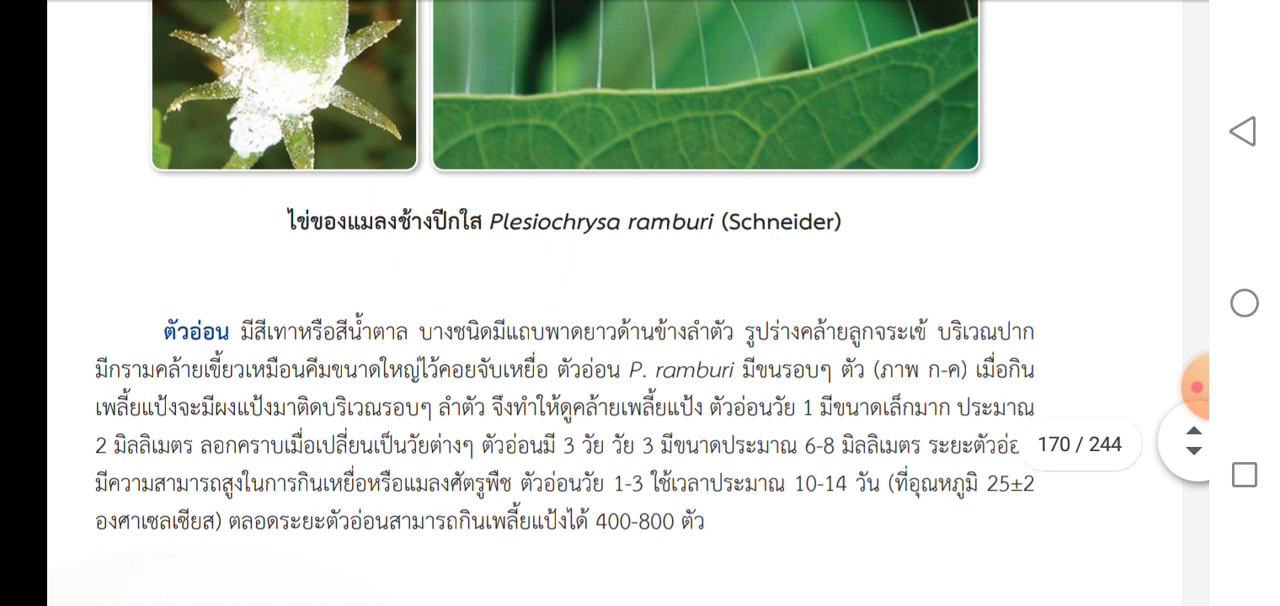 ไข่ของแมลงช้างปีกใส Plesiochrysa ramburi (Schneider)
ตัวอ่อน มีสีเทาหรือสีน้ำตาล บางชนิดมีแถบพาดยาวด้านข้างลำตัว รูปร่างคล้ายลูกจระเข้ บริเวณปาก
มีกรามคล้ายเขี้ยวเหมือนคีมขนาดใหญ่ไว้คอยจับเหยื่อ ตัวอ่อน P. ramburi มีขนรอบๆ ตัว (ภาพ ก-ค) เมื่อกิน
เพลี้ยแป้งจะมีผงแป้งมาติดบริเวณรอบๆ ลำตัว จึงทำให้ดูคล้ายเพลี้ยแป้ง ตัวอ่อนวัย 1 มีขนาดเล็กมาก ประมาณ
2 มิลลิเมตร ลอกคราบเมื่อเปลี่ยนเป็นวัยต่างๆ ตัวอ่อนมี 3 วัย วัย 3 มีขนาดประมาณ 6-8 มิลลิเมตร ระยะตัวอ่อ
170 / 244
มีความสามารถสูงในการกินเหยื่อหรือแมลงศัตรูพืช ตัวอ่อนวัย 1-3 ใช้เวลาประมาณ 10-14 วัน (ที่อุณหภูมิ 25±2
องศาเซลเซียส) ตลอดระยะตัวอ่อนสามารถกินเพลี้ยแป้งได้ 400-800 ตัว